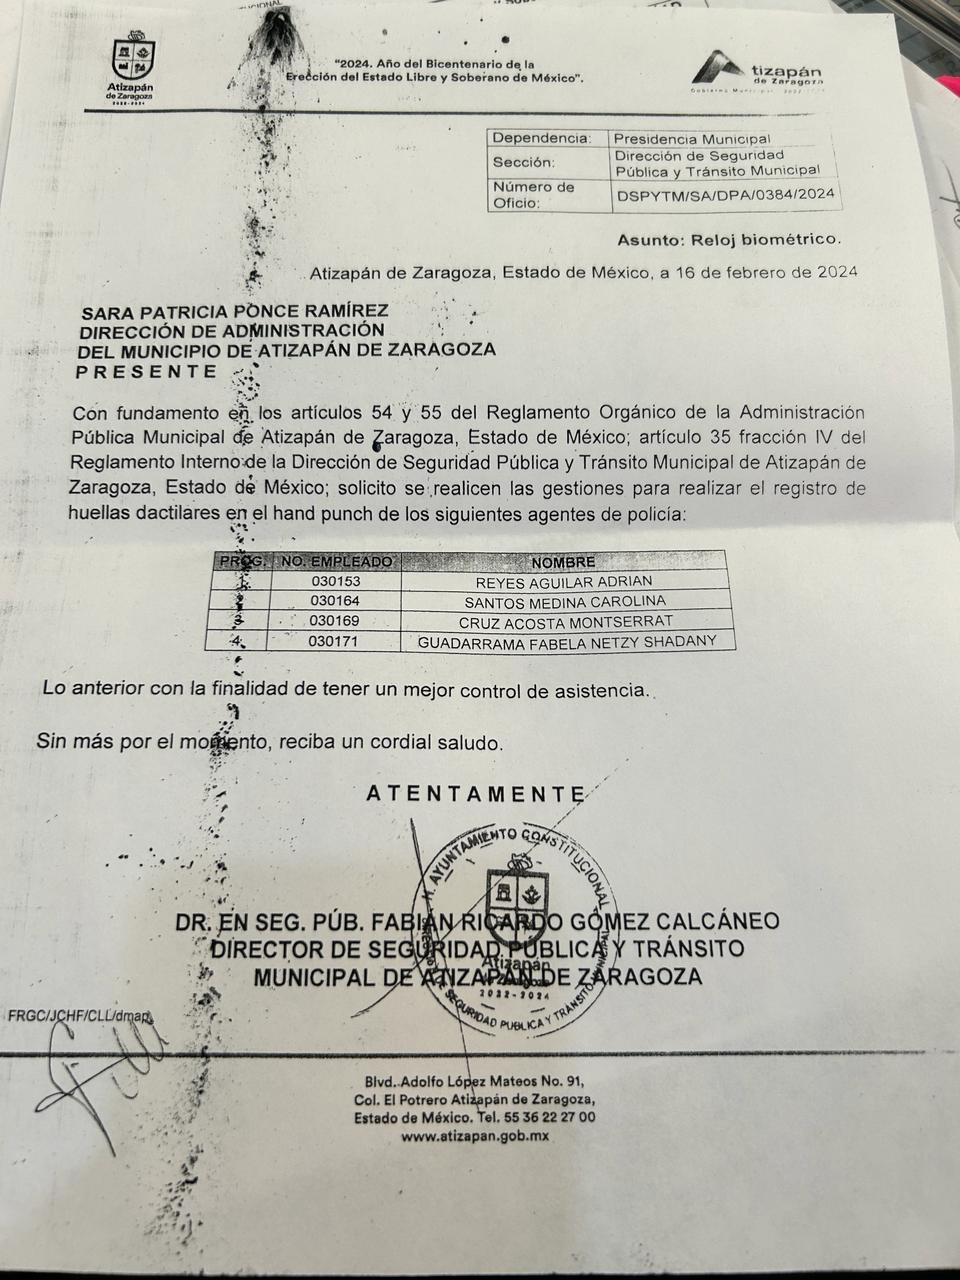 Atizapán
de Zaragoza
2022-2024
"2024. Año del Bicentenario de la
Erección del Estado Libre y Soberano de México".
tizapán
de Zaragoza
Gobierno Municipal 2022-2024
Dependencia: Presidencia Municipal
Sección: Dirección de Seguridad
Pública y Tránsito Municipal
Número de
Oficio: DSPYTM/SA/DPA/0384/2024
Asunto: Reloj biométrico.
Atizapán de Zaragoza, Estado de México, a 16 de febrero de 2024
SARA PATRICIA PONCE RAMÍREZ
DIRECCIÓN DE ADMINISTRACIÓN
DEL MUNICIPIO DE ATIZAPÁN DE ZARAGOZA
P R E S E N T E
Con fundamento en los artículos 54 y 55 del Reglamento Orgánico de la Administración
Pública Municipal de Atizapán de Zaragoza, Estado de México; artículo 35 fracción IV del
Reglamento Interno de la Dirección de Seguridad Pública y Tránsito Municipal de Atizapán de
Zaragoza, Estado de México; solicito se realicen las gestiones para realizar el registro de
huellas dactilares en el hand punch de los siguientes agentes de policía:
PROG. NO. EMPLEADO NOMBRE
1 030153 REYES AGUILAR ADRIAN
030164 SANTOS MEDINA CAROLINA
3 030169 CRUZ ACOSTA MONTSERRAT
4 030171 GUADARRAMA FABELA NETZY SHADANY
Lo anterior con la finalidad de tener un mejor control de asistencia.
Sin más por el momento, reciba un cordial saludo.
A T E N T A M E N T E
H. AYUNTAMIENTO CONSTITUCIONAL
DR. EN SEG. PÚB. FABIÁN RICARDO GÓMEZ CALCÁNEO
DIRECTOR DE SEGURIDAD PÚBLICA Y TRÁNSITO
MUNICIPAL DE ATIZAPÁN DE ZARAGOZA
Atizapán
2022-2024
SEGURIDAD PUBLICA Y TRÁNSITO MUNICIPAL
FRGC/JCHF/CLL/dmap
Blvd. Adolfo López Mateos No. 91,
Col. El Potrero Atizapán de Zaragoza,
Estado de México. Tel. 55 36 22 27 00
www.atizapan.gob.mx